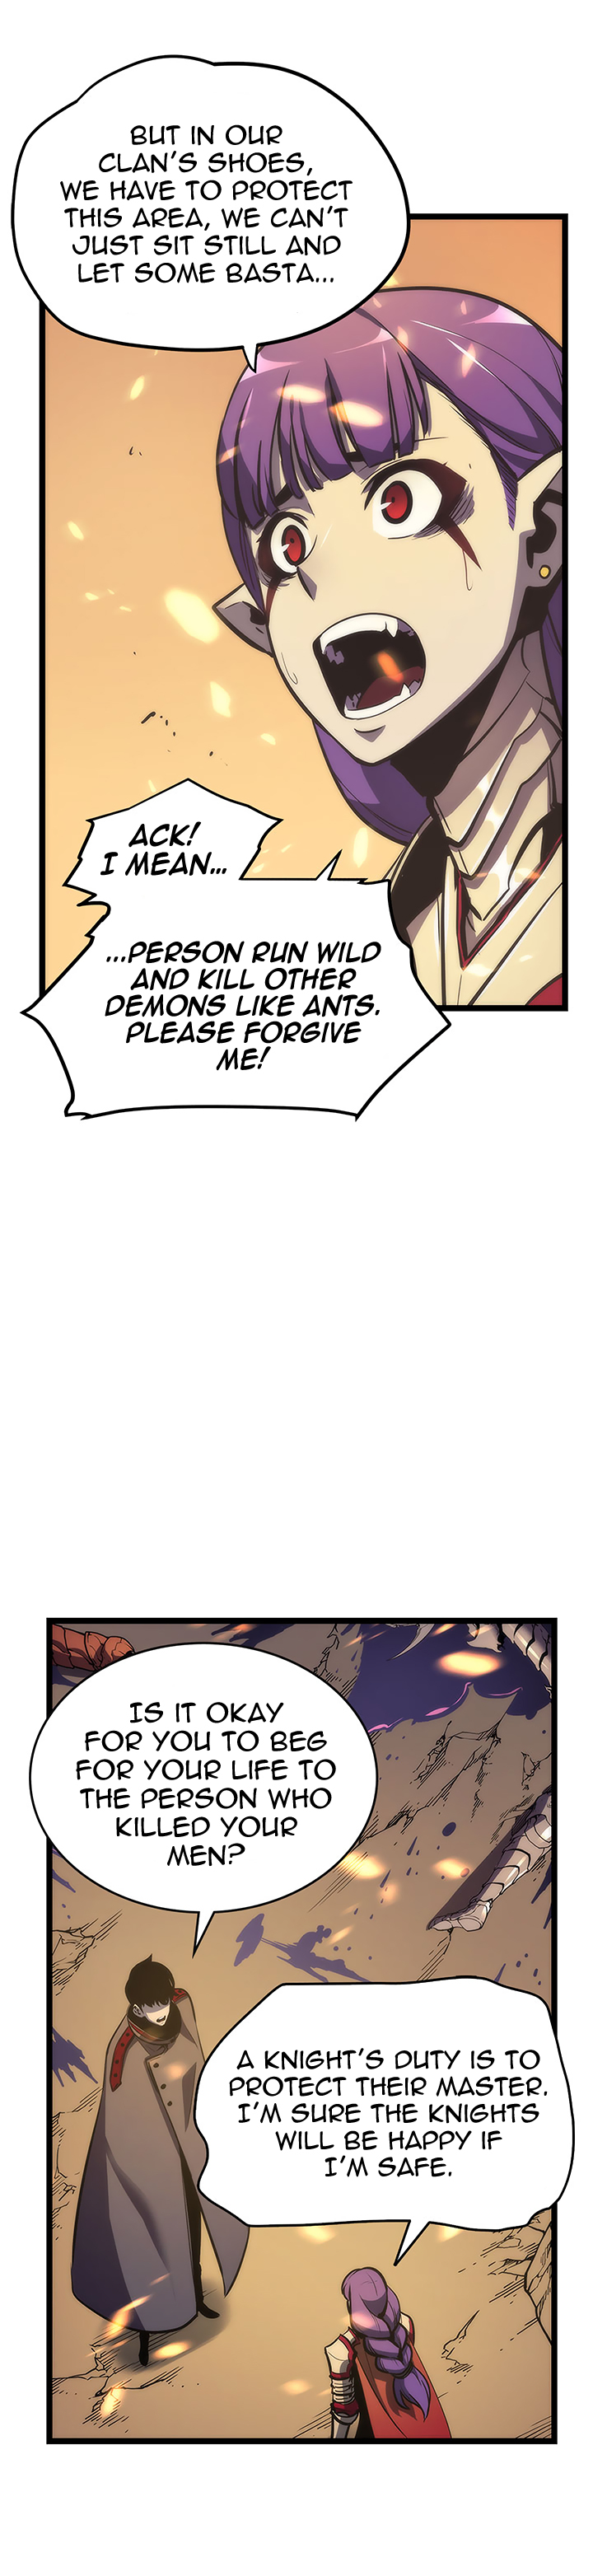 BUT IN OUR
CLAN'S SHOES,
WE HAVE TO PROTECT
THIS AREA, WE CAN'T
JUST SIT STILL AND
LET SOME BASTA...
ACK!
I MEAN...
...PERSON RUN WILD
AND KILL OTHER
DEMONS LIKE ANTS.
PLEASE FORGIVE
ME!
IS IT OKAY
FOR YOU TO BEG
FOR YOUR LIFE TO
THE PERSON WHO
KILLED YOUR
MEN?
A KNIGHT'S DUTY IS TO
PROTECT THEIR MASTER.
I'M SURE THE KNIGHTS
WILL BE HAPPY IF
I'M SAFE.